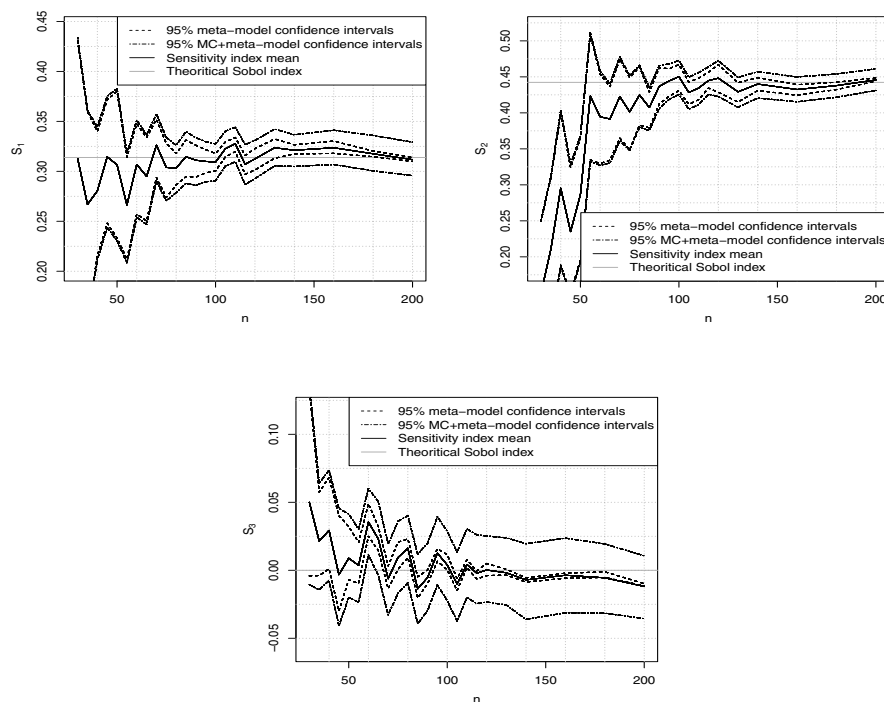 0.45
0.40
0.35
0.30
0.25
0.20
S1
50
100
150
200
n
95% meta−model confidence intervals
95% MC+meta−model confidence intervals
Sensitivity index mean
Theoritical Sobol index
0.50
0.45
0.40
0.35
0.30
0.25
0.20
S2
50
100
150
200
n
95% meta−model confidence intervals
95% MC+meta−model confidence intervals
Sensitivity index mean
Theoritical Sobol index
0.10
0.05
0.00
−0.05
S3
50
100
150
200
n
95% meta−model confidence intervals
95% MC+meta−model confidence intervals
Sensitivity index mean
Theoritical Sobol index